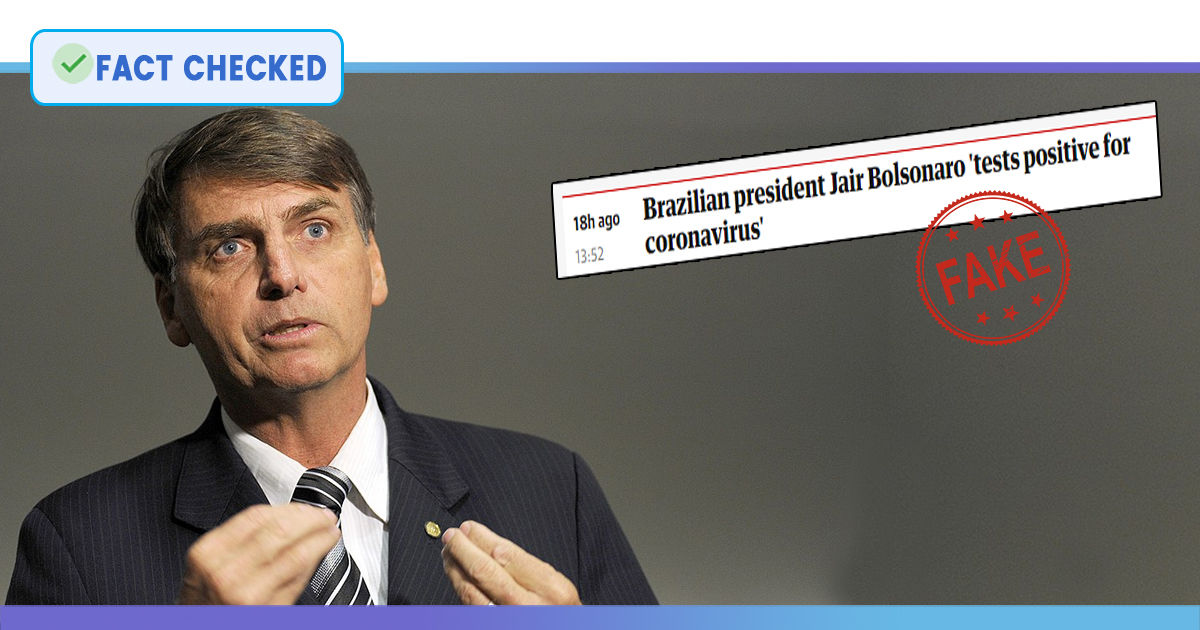 FACT CHECKED
Brazilian president Jair Bolsonaro 'tests positive for
18h ago
coronavirus'
13:52
FAKE